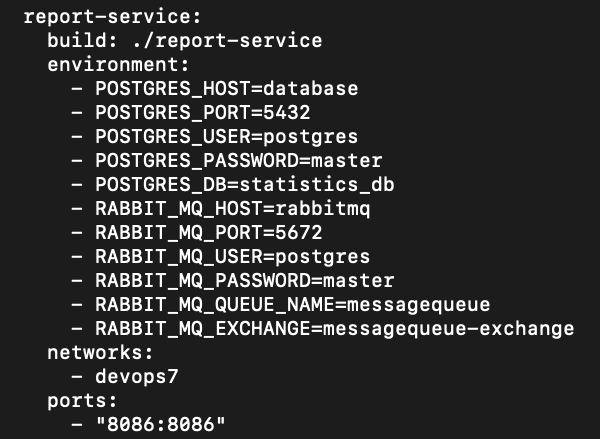 report-service:
  build: ./report-service
  environment:
    - POSTGRES_HOST=database
    - POSTGRES_PORT=5432
    - POSTGRES_USER=postgres
    - POSTGRES_PASSWORD=master
    - POSTGRES_DB=statistics_db
    - RABBIT_MQ_HOST=rabbitmq
    - RABBIT_MQ_PORT=5672
    - RABBIT_MQ_USER=postgres
    - RABBIT_MQ_PASSWORD=master
    - RABBIT_MQ_QUEUE_NAME=messagequeue
    - RABBIT_MQ_EXCHANGE=messagequeue-exchange
  networks:
    - devops7
  ports:
    - "8086:8086"